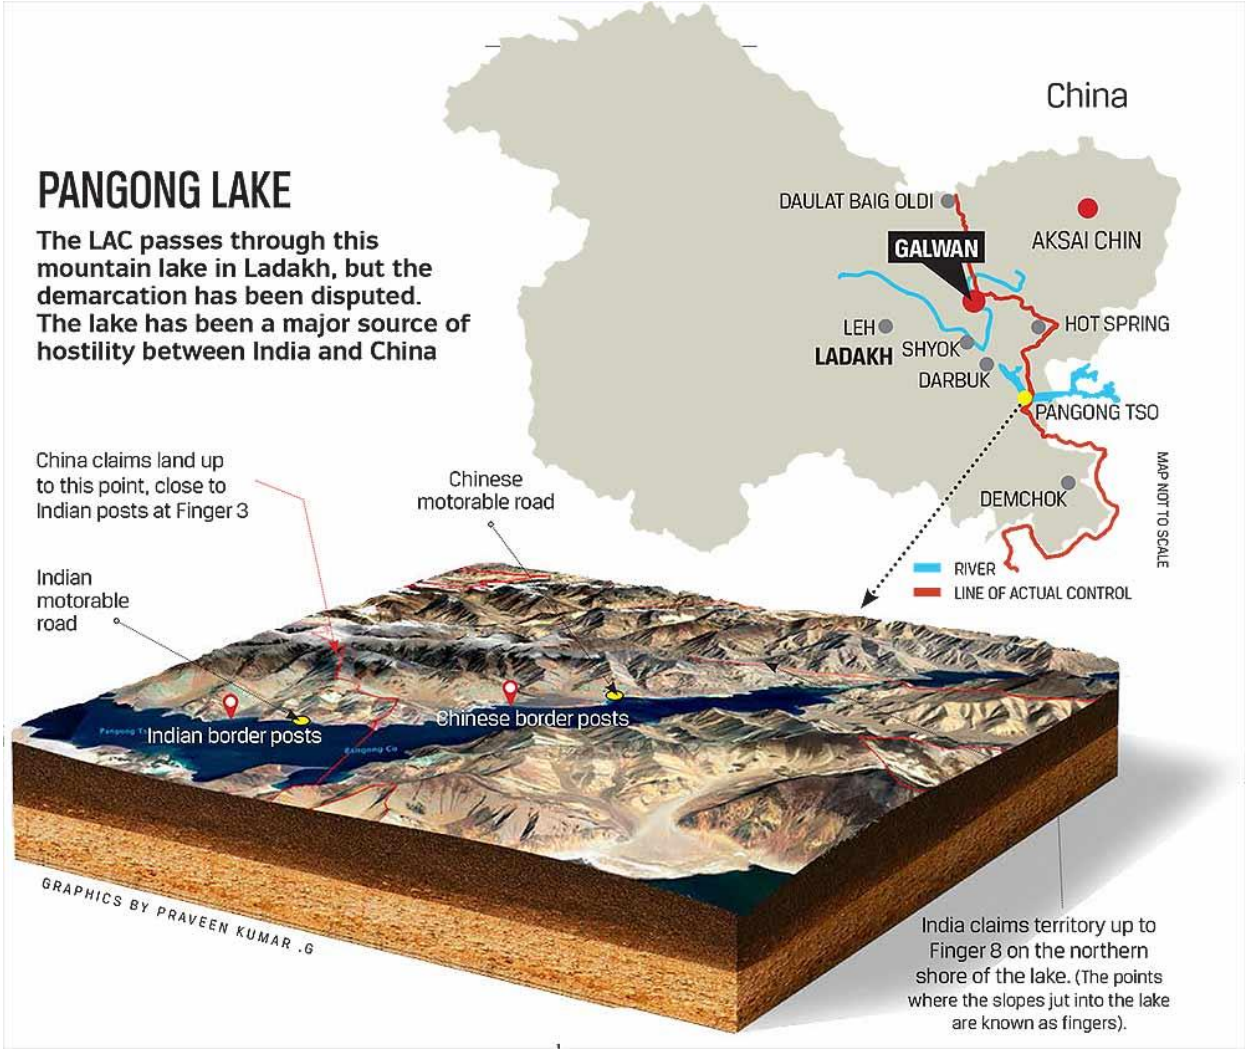 China
PANGONG LAKE
The LAC passes through this
mountain lake in Ladakh, but the
demarcation has been disputed.
The lake has been a major source of
hostility between India and China
DAULAT BAIG OLDI
GALWAN
AKSAI CHIN
LEH
LADAKH
SHYOK
HOT SPRING
DARBUK
PANGONG TSO
DEMCHOK
MAP NOT TO SCALE
RIVER
LINE OF ACTUAL CONTROL
China claims land up
to this point, close to
Indian posts at Finger 3
Chinese
motorable road
Indian
motorable
road
Chinese border posts
Indian border posts
Pangong
Pangong Co
GRAPHICS BY PRAVEEN KUMAR .G
India claims territory up to
Finger 8 on the northern
shore of the lake. (The points
where the slopes jut into the lake
are known as fingers).